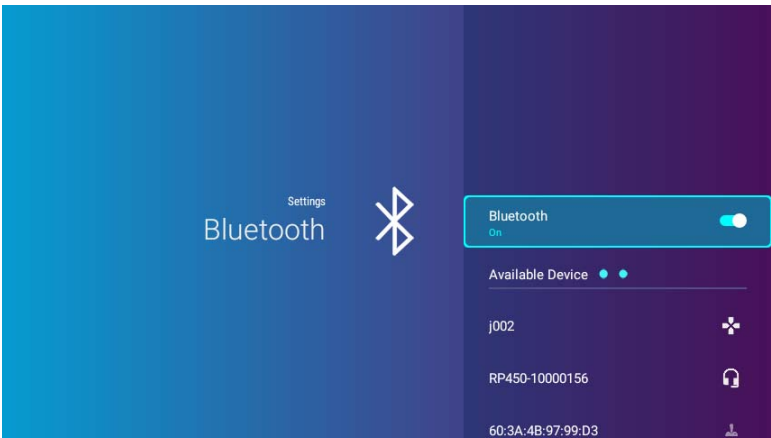 Settings
Bluetooth
Bluetooth
On
Available Device
j002
RP450-10000156
60:3A:4B:97:99:D3